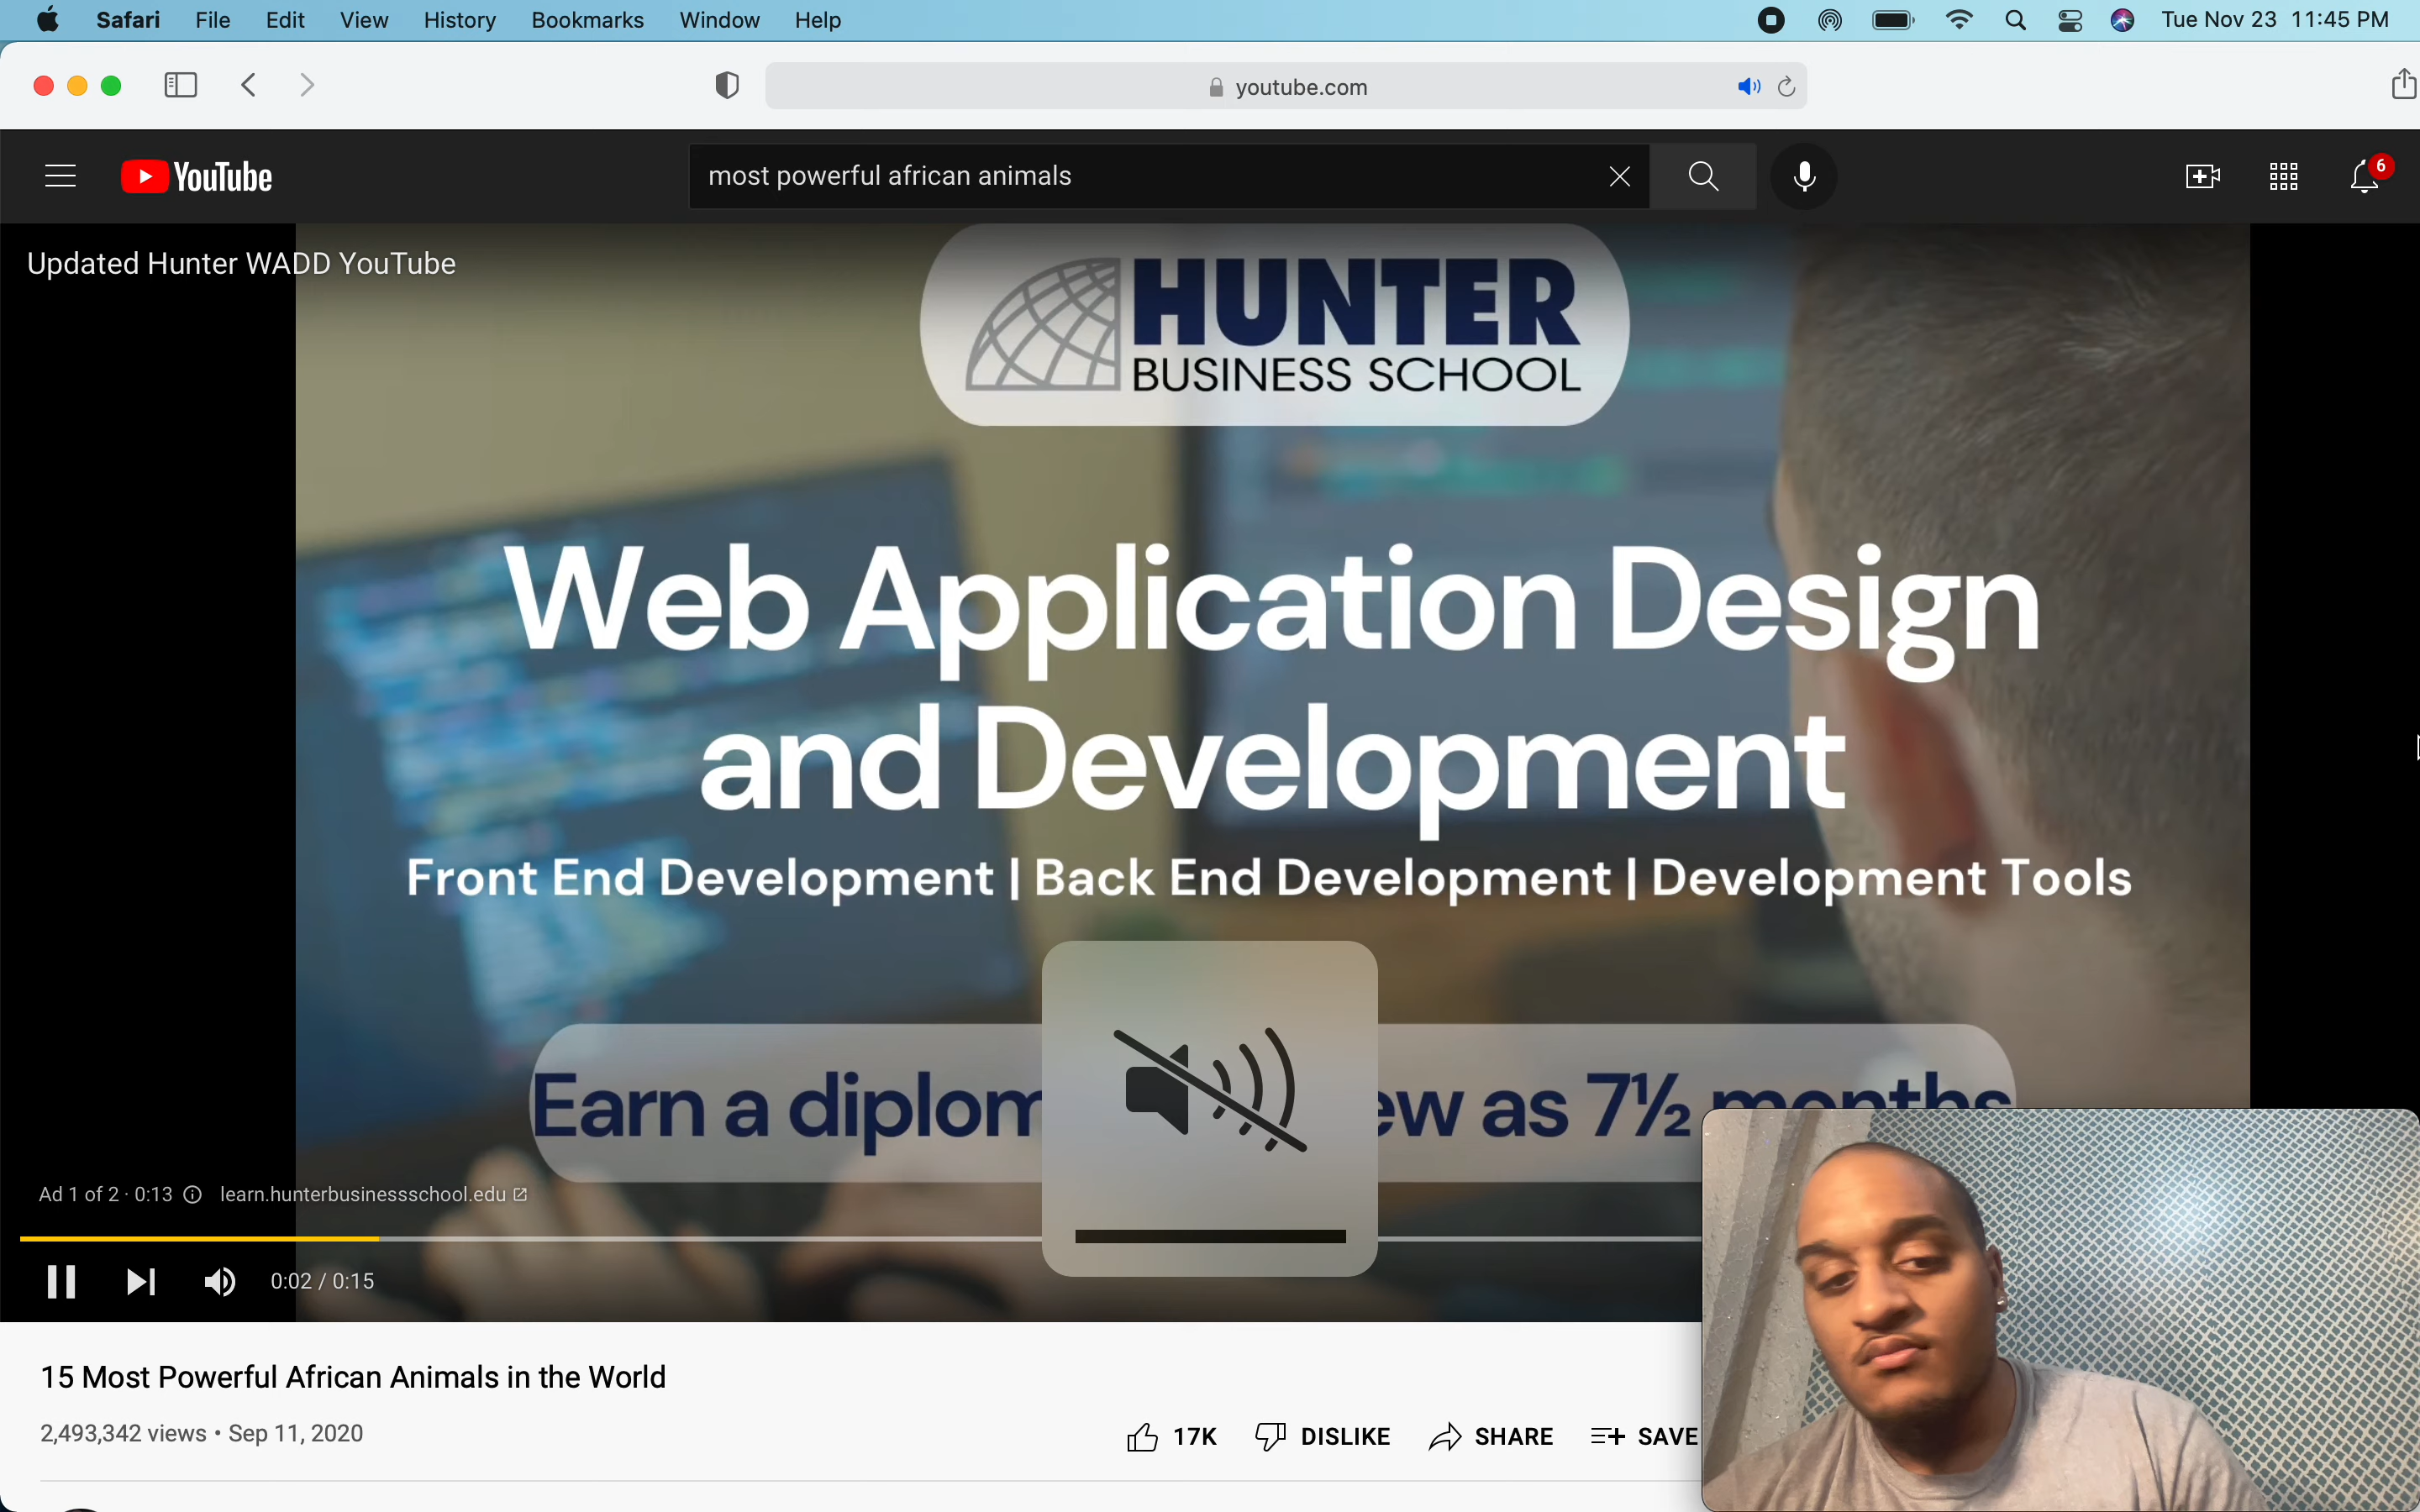 Safari File Edit View History Bookmarks Window Help Tue Nov 23 11:45 PM
youtube.com
YouTube most powerful african animals 6
Updated Hunter WADD YouTube
HUNTER
BUSINESS SCHOOL
Web Application Design
and Development
Front End Development | Back End Development | Development Tools
Earn a diplom ew as 7½ months
Ad 1 of 2 · 0:13 learn.hunterbusinessschool.edu
0:02 / 0:15
15 Most Powerful African Animals in the World
2,493,342 views • Sep 11, 2020
17K DISLIKE SHARE SAVE